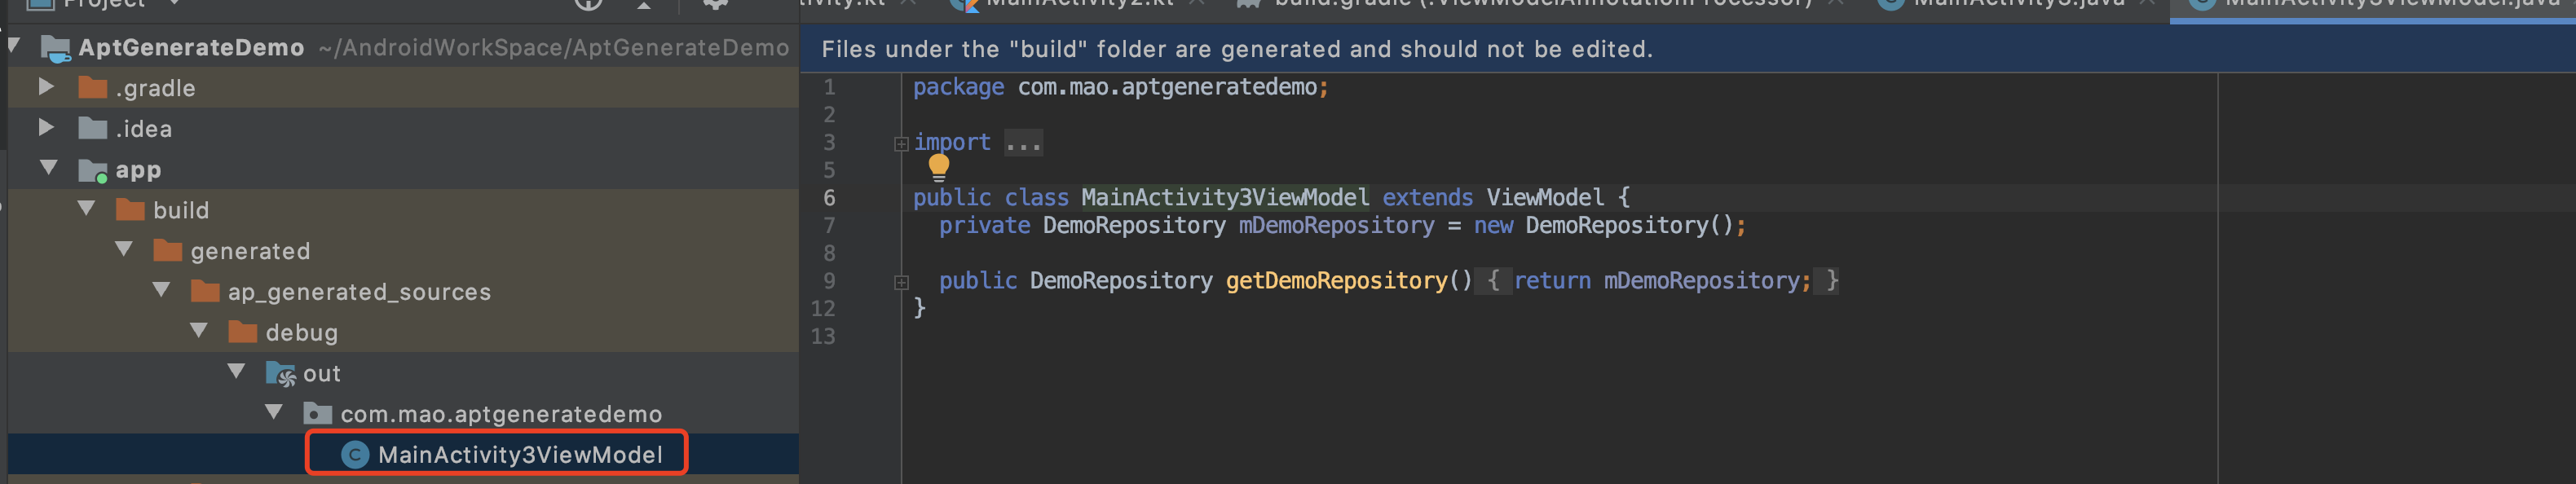 Project
AptGenerateDemo ~/AndroidWorkSpace/AptGenerateDemo
.gradle
.idea
app
build
generated
ap_generated_sources
debug
out
com.mao.aptgeneratedemo
MainActivity3ViewModel
tivity.kt MainActivity2.kt build.gradle (:ViewModelAnnotationProcessor) MainActivity3.java MainActivity3ViewModel.java
Files under the "build" folder are generated and should not be edited.
1 package com.mao.aptgeneratedemo;
2
3 import ...
5
6 public class MainActivity3ViewModel extends ViewModel {
7 private DemoRepository mDemoRepository = new DemoRepository();
8
9 public DemoRepository getDemoRepository() { return mDemoRepository; }
12 }
13